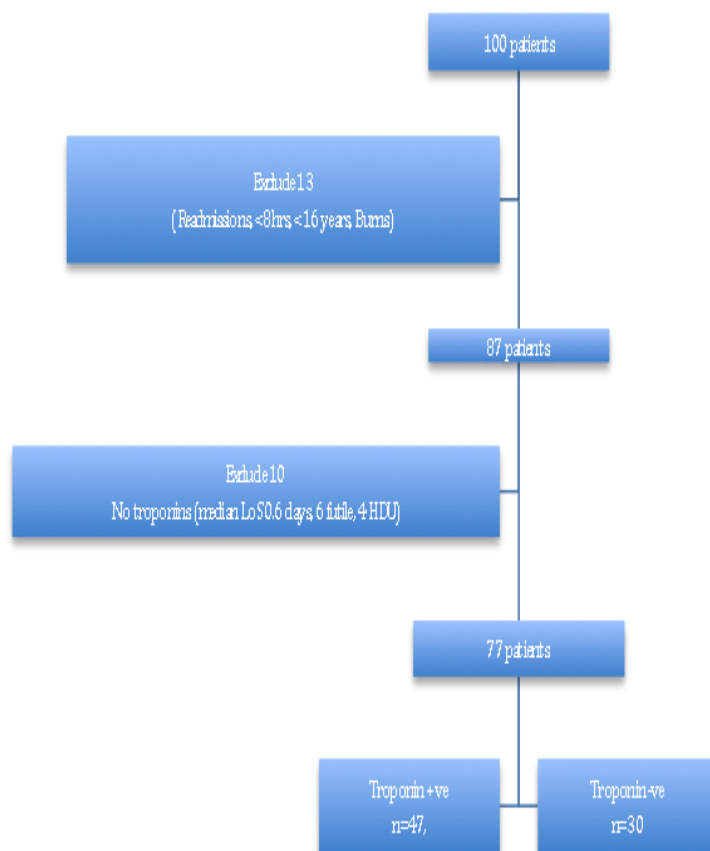 100 patients
Exclude 13
(Readmissions, <8hrs, <16 years, Burns)
87 patients
Exclude 10
No troponins (median LoS 0.6 days, 6 futile, 4 HDU)
77 patients
Troponin +ve
n=47,
Troponin-ve
n=30